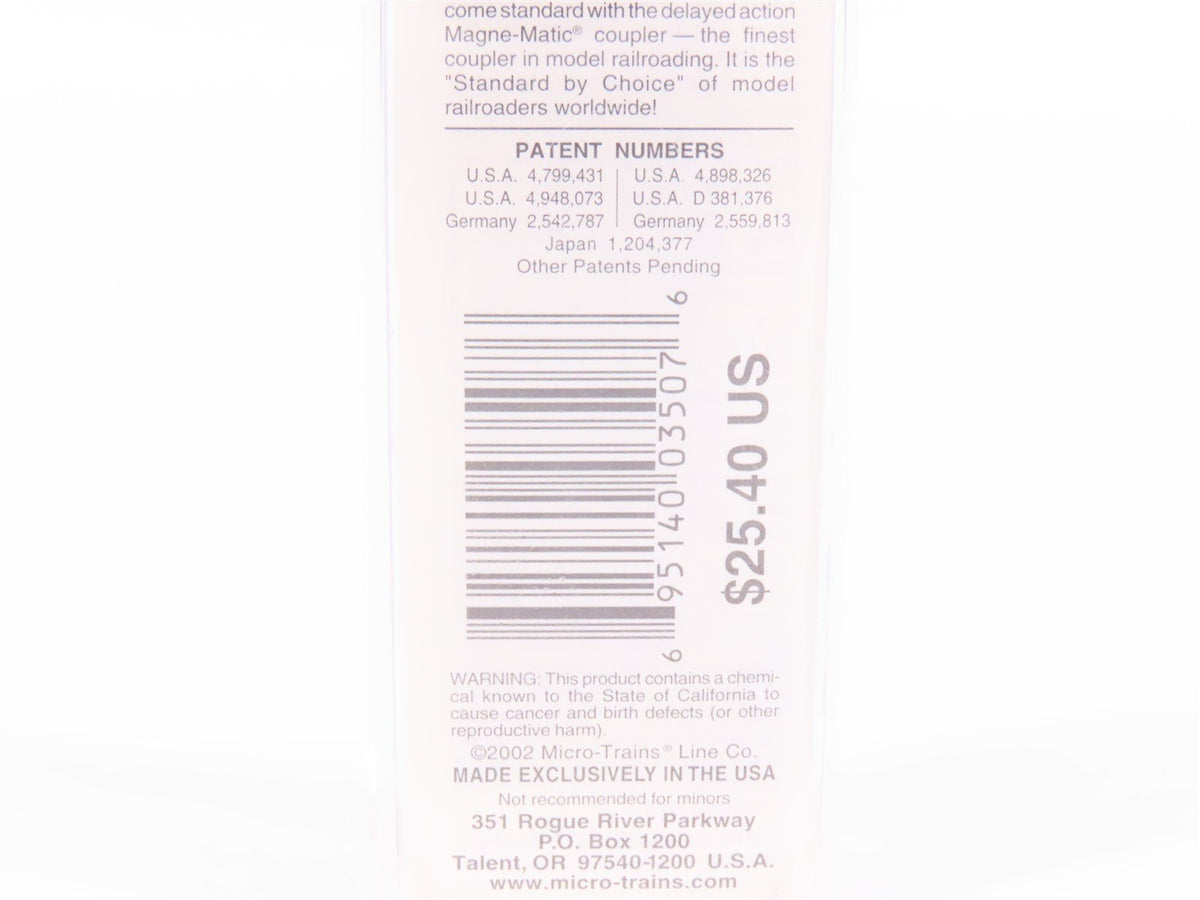 come standard with the delayed action
Magne-Matic® coupler — the finest
coupler in model railroading. It is the
"Standard by Choice" of model
railroaders worldwide!
PATENT NUMBERS
U.S.A. 4,799,431 U.S.A. 4,898,326
U.S.A. 4,948,073 U.S.A. D 381,376
Germany 2,542,787 Germany 2,559,813
Japan 1,204,377
Other Patents Pending
6 95140 03507 6
$25.40 US
WARNING: This product contains a chemi-
cal known to the State of California to
cause cancer and birth defects (or other
reproductive harm).
©2002 Micro-Trains® Line Co.
MADE EXCLUSIVELY IN THE USA
Not recommended for minors
351 Rogue River Parkway
P.O. Box 1200
Talent, OR 97540-1200 U.S.A.
www.micro-trains.com